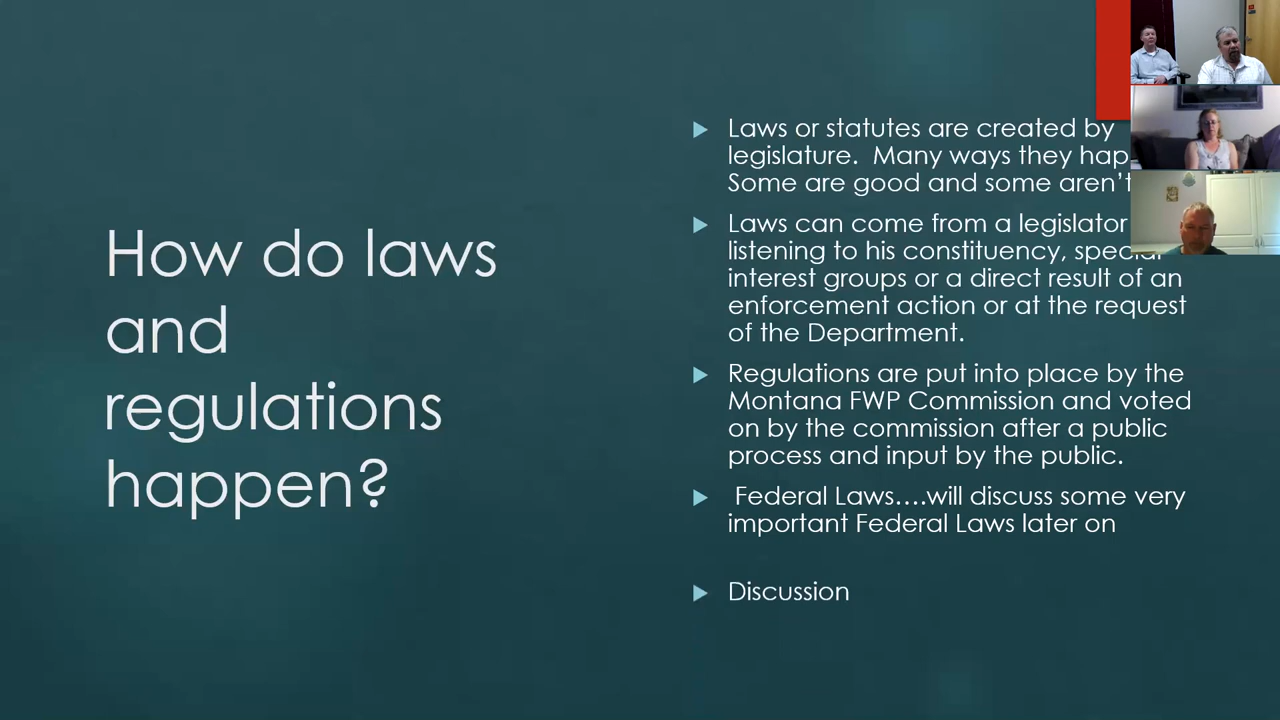 How do laws
and
regulations
happen?
Laws or statutes are created by
legislature.  Many ways they
Some are good and some aren't
Laws can come from a legislator
listening to his constituency, special
interest groups or a direct result of an
enforcement action or at the request
of the Department.
Regulations are put into place by the
Montana FWP Commission and voted
on by the commission after a public
process and input by the public.
Federal Laws....will discuss some very
important Federal Laws later on
Discussion